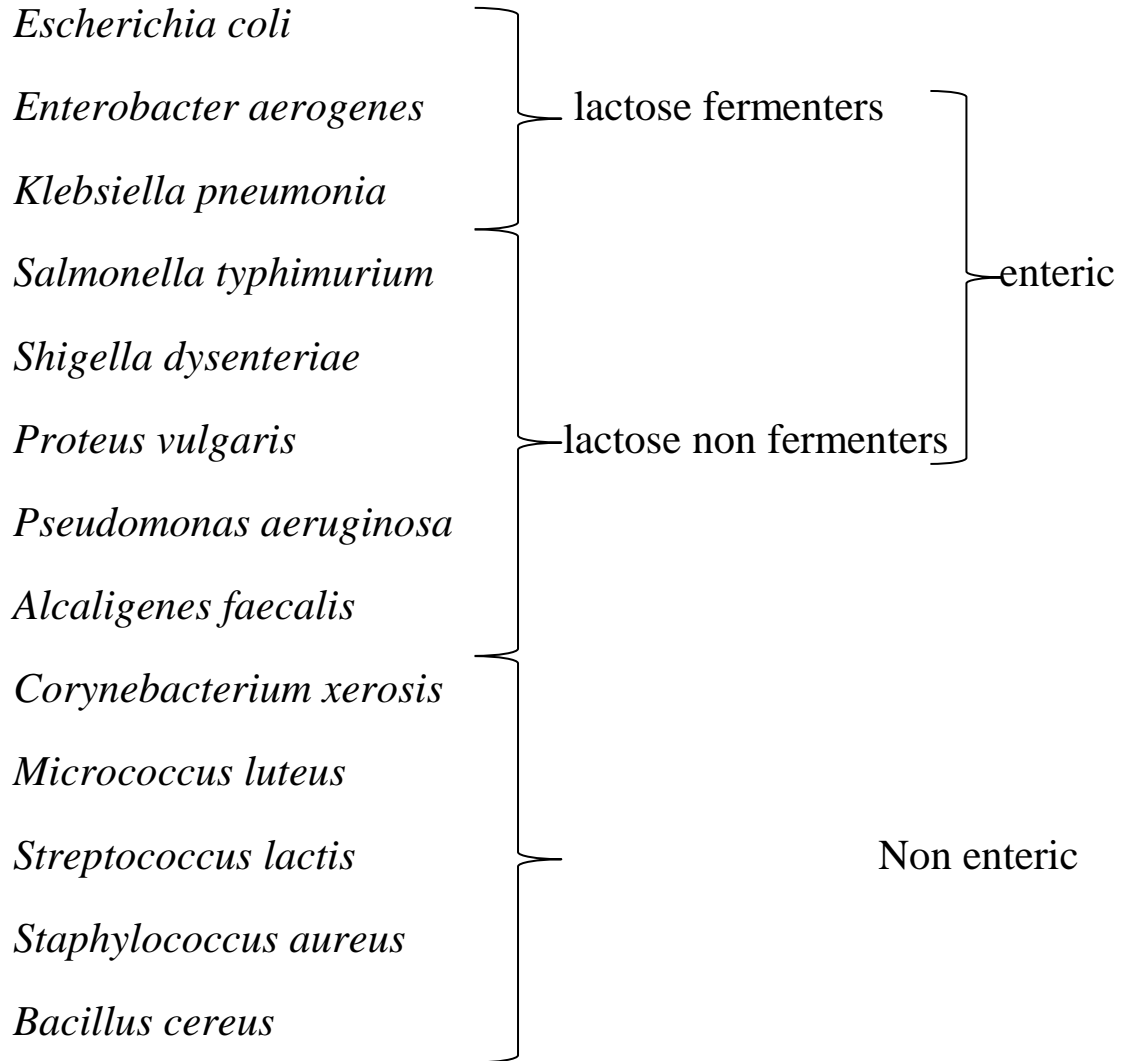 Escherichia coli
Enterobacter aerogenes lactose fermenters
Klebsiella pneumonia
Salmonella typhimurium enteric
Shigella dysenteriae
Proteus vulgaris lactose non fermenters
Pseudomonas aeruginosa
Alcaligenes faecalis
Corynebacterium xerosis
Micrococcus luteus
Streptococcus lactis Non enteric
Staphylococcus aureus
Bacillus cereus